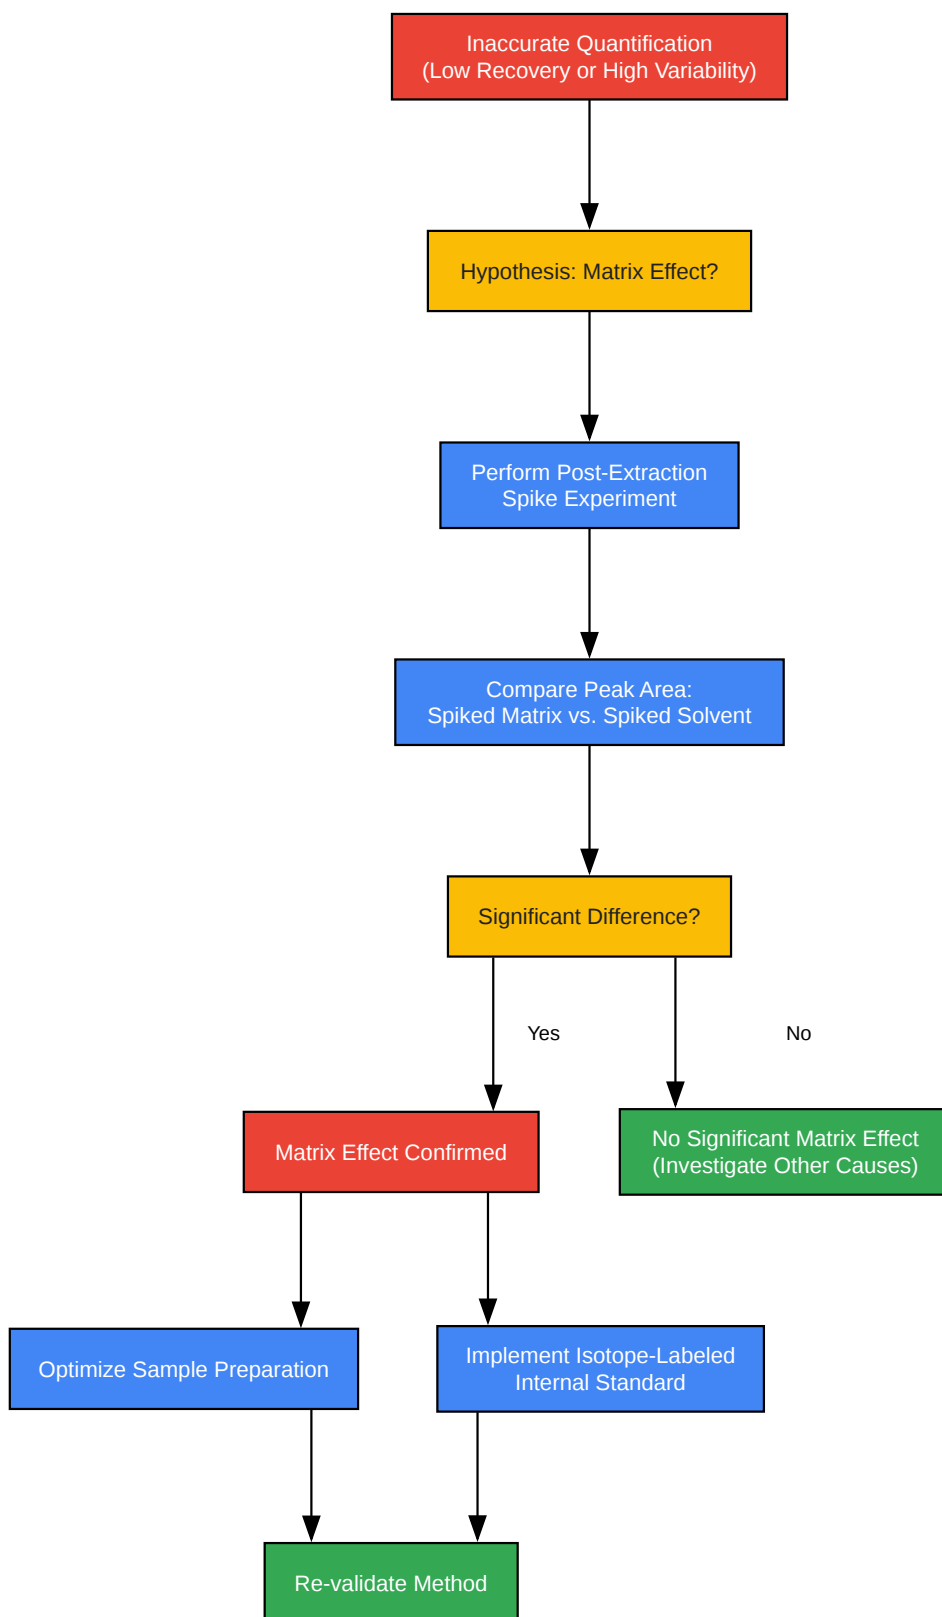 Inaccurate Quantification
(Low Recovery or High Variability)
Hypothesis: Matrix Effect?
Perform Post-Extraction
Spike Experiment
Compare Peak Area:
Spiked Matrix vs. Spiked Solvent
Significant Difference?
Yes
No
Matrix Effect Confirmed
No Significant Matrix Effect
(Investigate Other Causes)
Optimize Sample Preparation
Implement Isotope-Labeled
Internal Standard
Re-validate Method